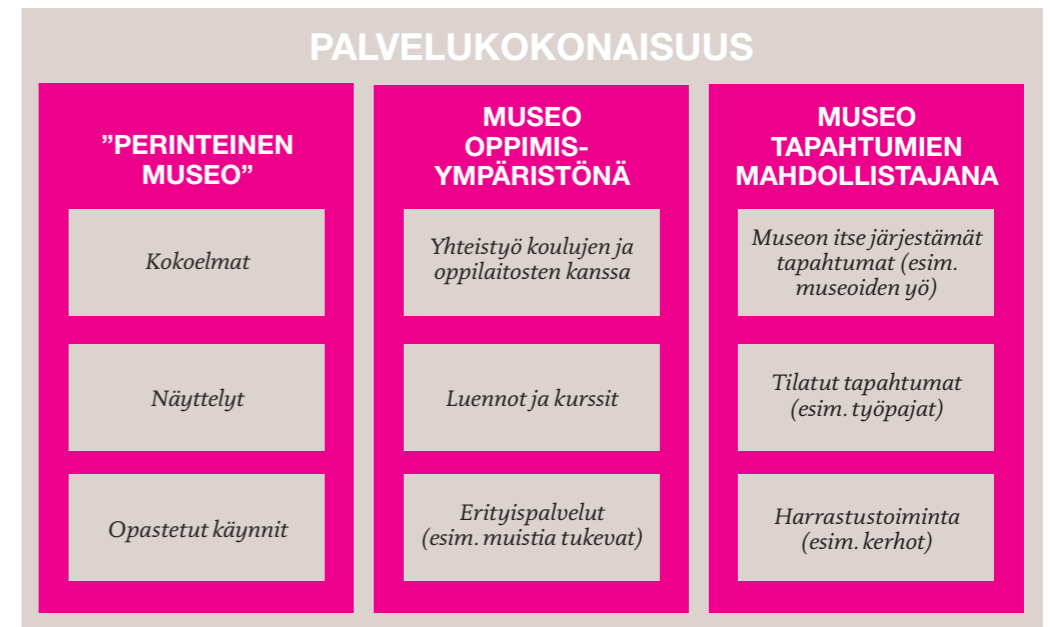 PALVELUKOKONAISUUS
”PERINTEINEN
MUSEO”
Kokoelmat
Näyttelyt
Opastetut käynnit
MUSEO
OPPIMIS-
YMPÄRISTÖNÄ
Yhteistyö koulujen ja
oppilaitosten kanssa
Luennot ja kurssit
Erityispalvelut
(esim. muistia tukevat)
MUSEO
TAPAHTUMIEN
MAHDOLLISTAJANA
Museon itse järjestämät
tapahtumat (esim.
museoiden yö)
Tilatut tapahtumat
(esim. työpajat)
Harrastustoiminta
(esim. kerhot)